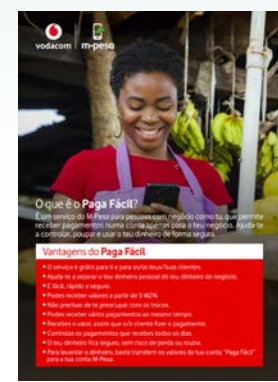 vodacom
m-pesa
O que é o Paga Fácil?
É um serviço do M-Pesa para pessoas com negócio como tu, que permite
receber pagamentos numa conta apenas para o teu negócio. Ajuda-te
a controlar, poupar e usar o teu dinheiro de forma segura.
Vantagens do Paga Fácil
• O serviço é grátis para ti e para os/as teus/tuas clientes.
• Ajuda-te a separar o teu dinheiro pessoal do teu dinheiro do negócio.
• É fácil, rápido e seguro.
• Podes receber valores a partir de 5 MZN.
• Não precisas de te preocupar com os trocos.
• Podes receber vários pagamentos ao mesmo tempo.
• Recebes o valor, assim que o/a cliente fizer o pagamento.
• Controlas os pagamentos que recebes todos os dias.
• O teu dinheiro fica seguro, sem risco de perda ou roubo.
• Para levantar o dinheiro, basta transferir os valores da tua conta "Paga Fácil"
para a tua conta M-Pesa.